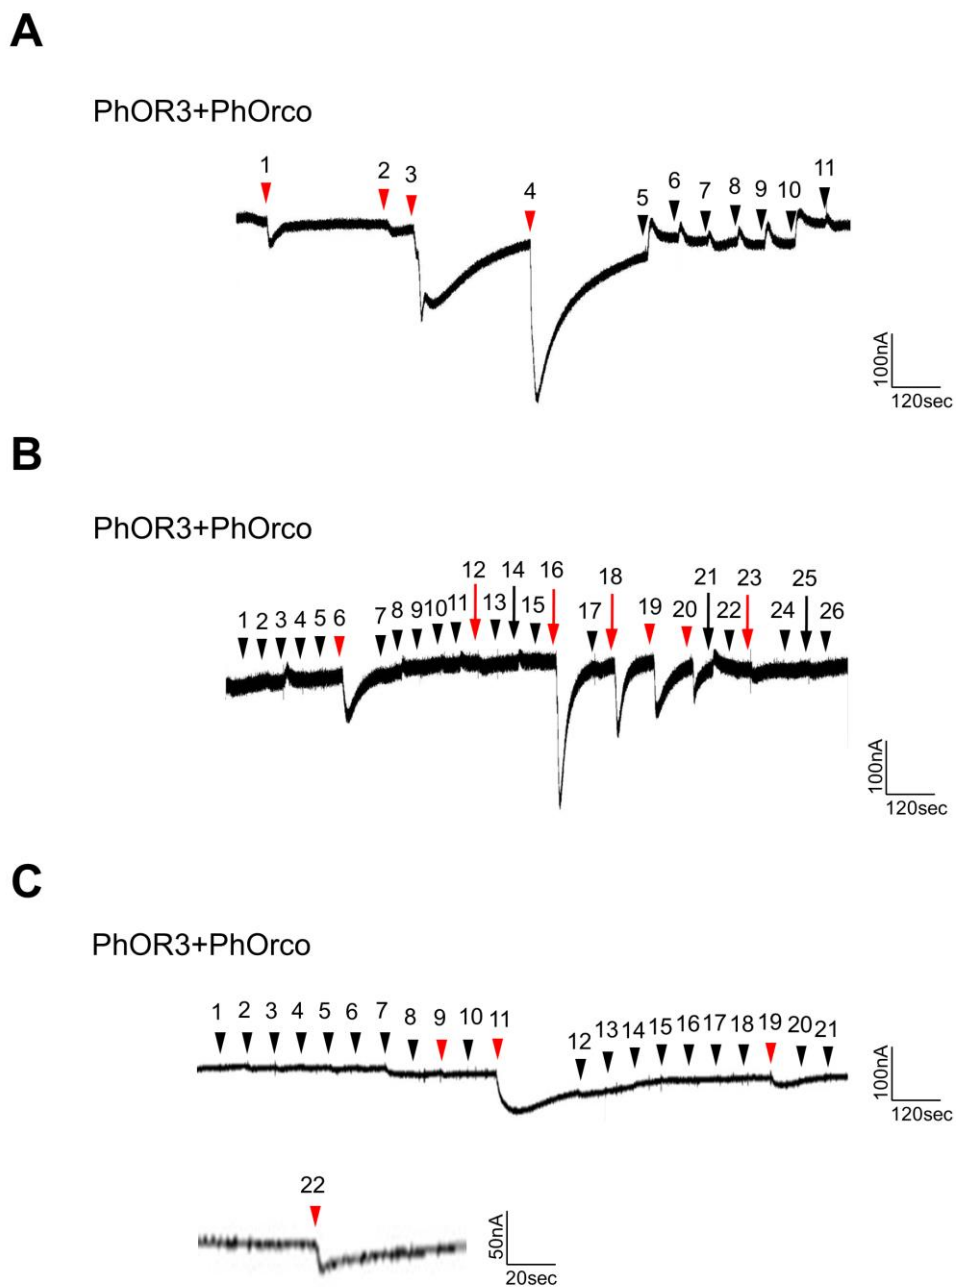 A
PhOR3+PhOrco
1 2 3 4 5 6 7 8 9 10 11
100nA
120sec
B
PhOR3+PhOrco
12 14 16 18 21 23 25
1 2 3 4 5 6 7 8 9 10 11 13 15 17 19 20 22 24 26
100nA
120sec
C
PhOR3+PhOrco
1 2 3 4 5 6 7 8 9 10 11 12 13 14 15 16 17 18 19 20 21
100nA
120sec
22
50nA
20sec